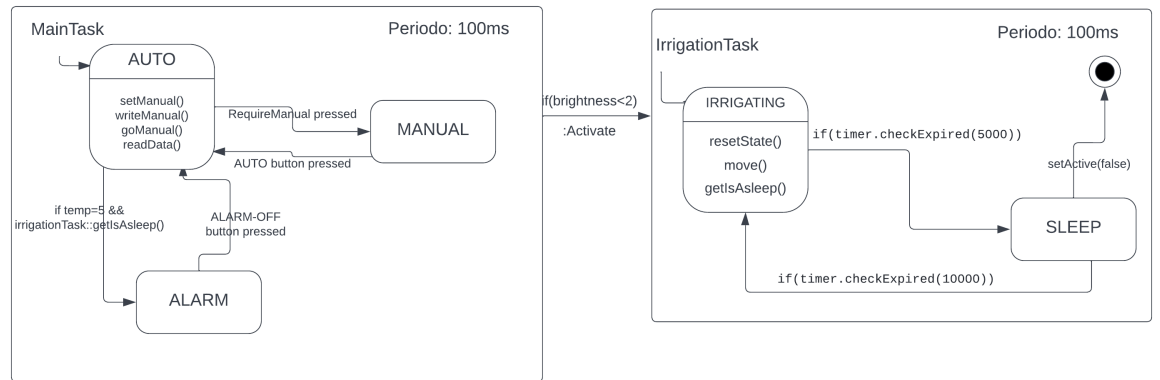 MainTask
Periodo: 100ms
AUTO
setManual()
writeManual()
goManual()
readData()
RequireManual pressed
MANUAL
AUTO button pressed
if temp=5 &&
irrigationTask::getIsAsleep()
ALARM-OFF
button pressed
ALARM
if(brightness<2)
:Activate
IrrigationTask
Periodo: 100ms
IRRIGATING
resetState()
move()
getIsAsleep()
if(timer.checkExpired(5000))
setActive(false)
SLEEP
if(timer.checkExpired(10000))